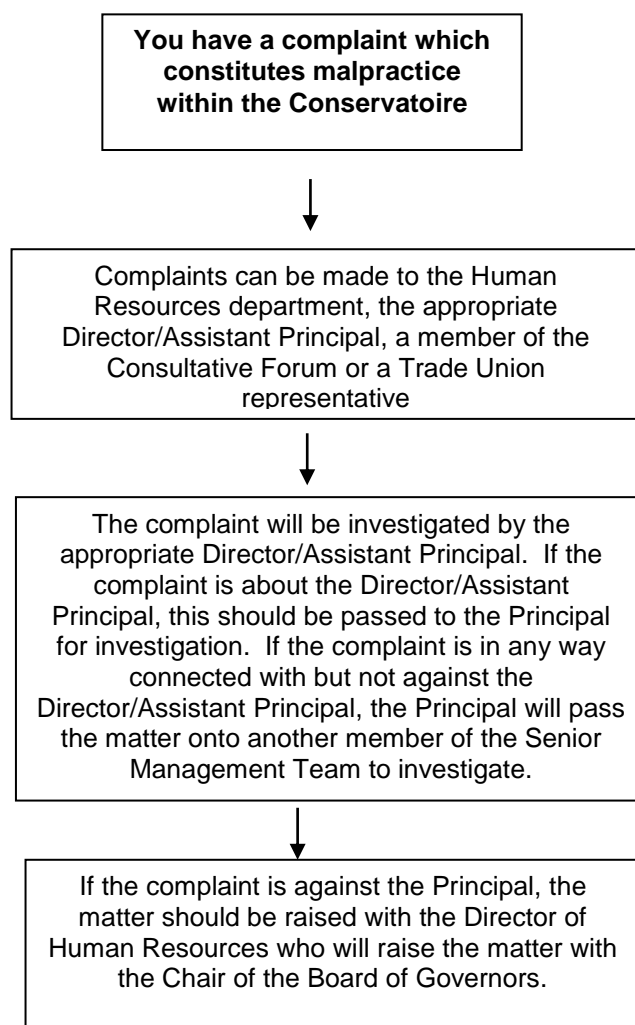 You have a complaint which
constitutes malpractice
within the Conservatoire
Complaints can be made to the Human
Resources department, the appropriate
Director/Assistant Principal, a member of the
Consultative Forum or a Trade Union
representative
The complaint will be investigated by the
appropriate Director/Assistant Principal.  If the
complaint is about the Director/Assistant
Principal, this should be passed to the Principal
for investigation.  If the complaint is in any way
connected with but not against the
Director/Assistant Principal, the Principal will pass
the matter onto another member of the Senior
Management Team to investigate.
If the complaint is against the Principal, the
matter should be raised with the Director of
Human Resources who will raise the matter with
the Chair of the Board of Governors.